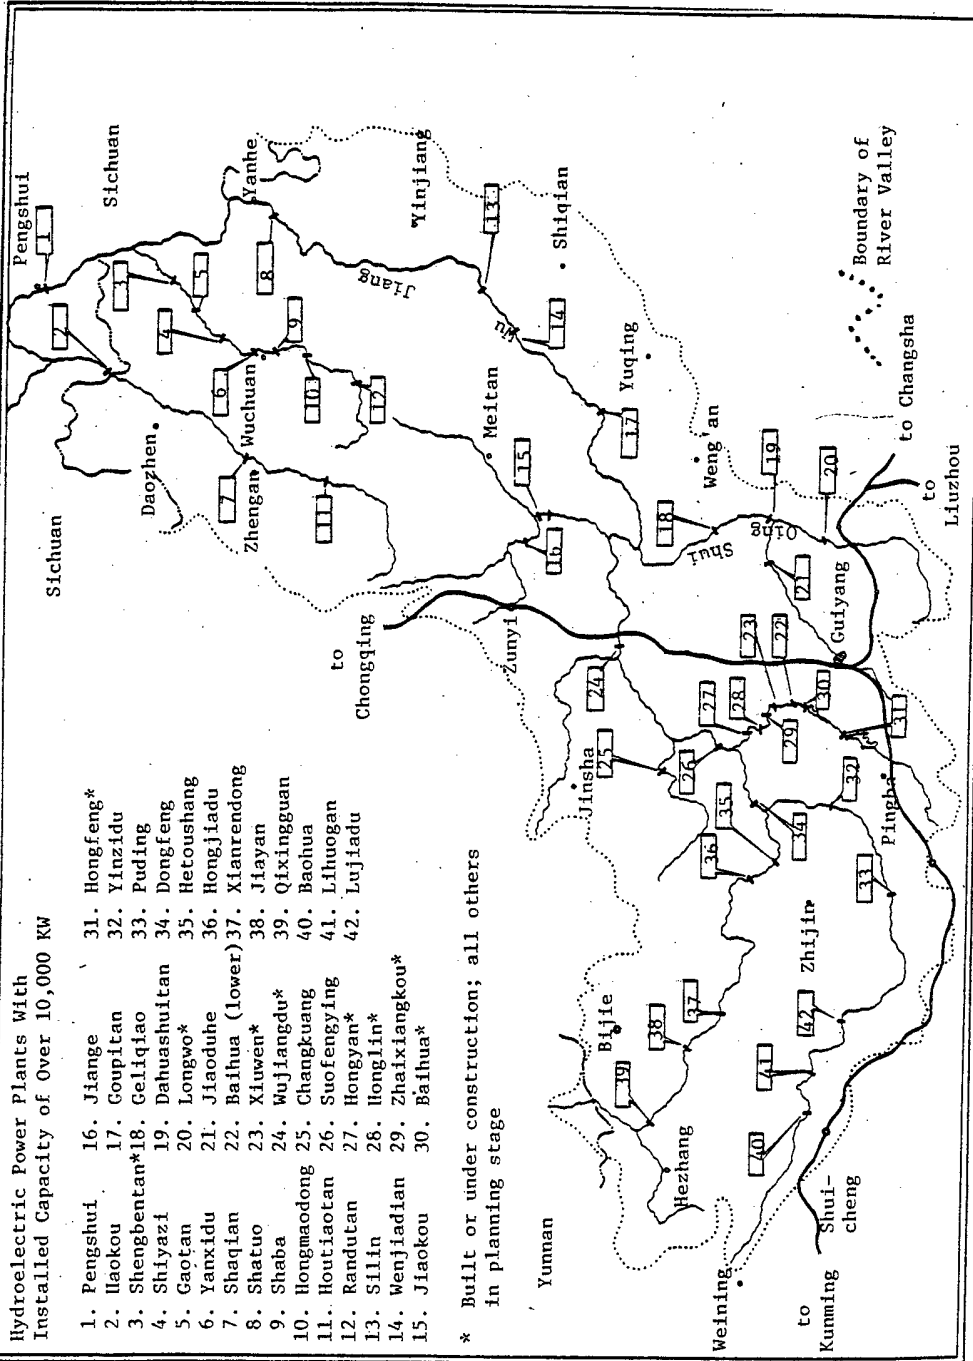 Hydroelectric Power Plants With
Installed Capacity of Over 10,000 KW
1. Pengshui
2. Haokou
3. Shengbentan*
4. Shiyazi
5. Gaotan
6. Yanxidu
7. Shaqian
8. Shatuo
9. Shaba
10. Hongmaodong
11. Houtiaotan
12. Randutan
13. Silin
14. Wenjiadian
15. Jiaokou
16. Jiange
17. Goupitan
18. Geliqiao
19. Dahuashuitan
20. Longwo*
21. Jiaoduhe
22. Baihua (lower)
23. Xiuwen*
24. Wujiangdu*
25. Changkuang
26. Suofengying
27. Hongyan*
28. Honglin*
29. Zhaixiangkou*
30. Baihua*
31. Hongfeng*
32. Yinzidu
33. Puding
34. Dongfeng
35. Hetoushang
36. Hongjiadu
37. Xianrendong
38. Jiayan
39. Qixingguan
40. Baohua
41. Lihuogan
42. Lujiadu
* Built or under construction; all others
in planning stage
Sichuan
Pengshui
1
Sichuan
2
3
5
4
Yanhe
8
Daozhen
6
9
Wuchuan
7
10
Zhengan
12
11
Yinjiang
Jiang
13
Shiqian
Wu
14
Meitan
15
Yuqing
17
to
Chongqing
16
Zunyi
18
Weng'an
Shui
Qing
19
20
21
Boundary of
River Valley
to Changsha
to
Liuzhou
Guiyang
24
23
22
25
Jinsha
27
28
26
29
30
31
35
36
34
32
Pingba
33
Zhijin
Bijie
37
38
39
42
41
40
Hezhang
Yunnan
Weining
Shui-
cheng
to
Kunming